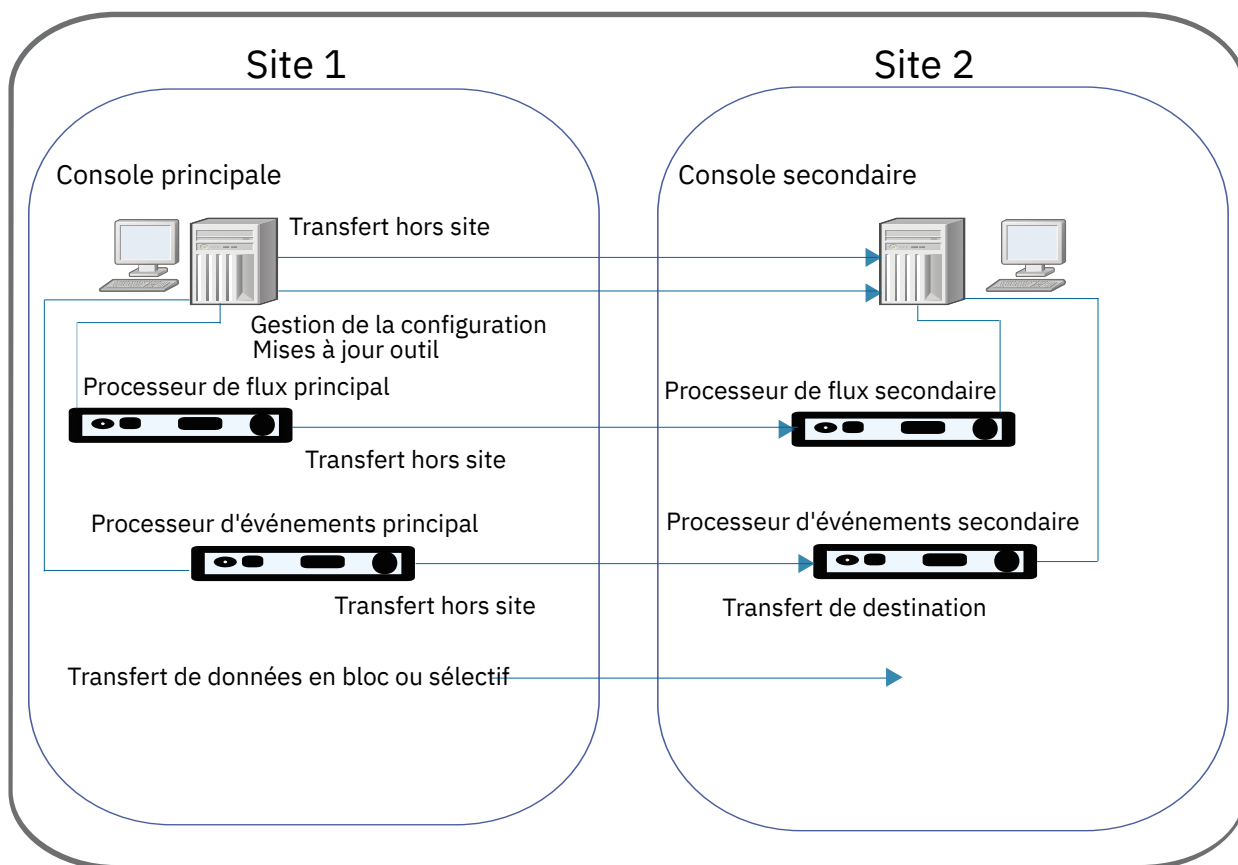 Site 1
Site 2
Console principale
Console secondaire
Transfert hors site
Gestion de la configuration
Mises à jour outil
Processeur de flux principal
Processeur de flux secondaire
Transfert hors site
Processeur d'événements principal
Processeur d'événements secondaire
Transfert hors site
Transfert de destination
Transfert de données en bloc ou sélectif